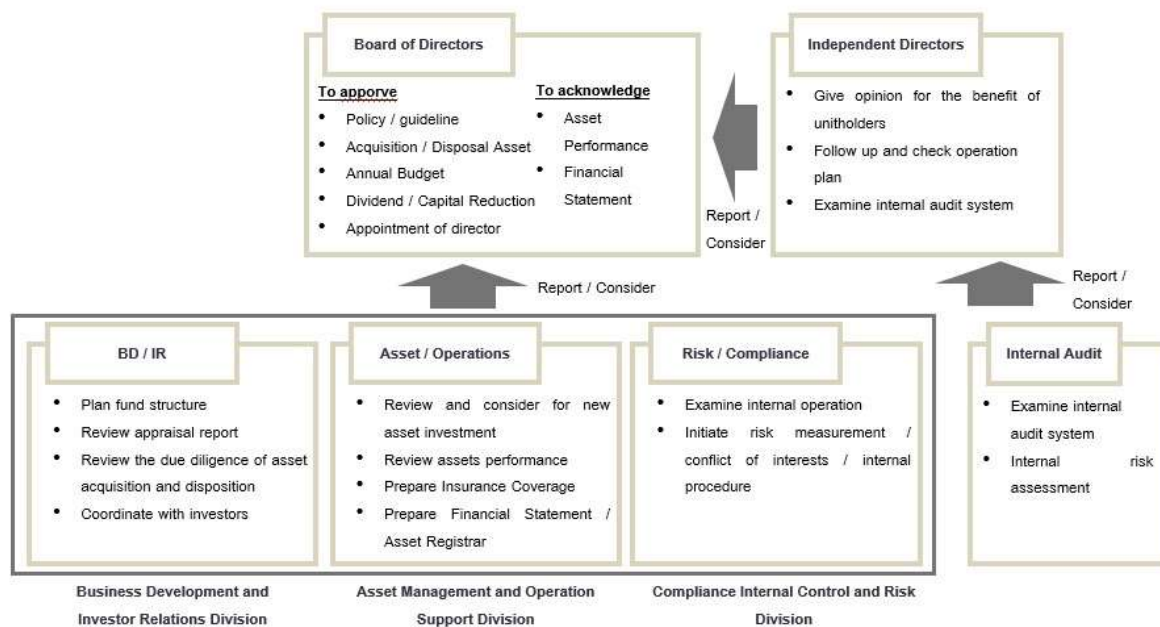 Board of Directors
To apporve
• Policy / guideline
• Acquisition / Disposal Asset
• Annual Budget
• Dividend / Capital Reduction
• Appointment of director
To acknowledge
• Asset
Performance
• Financial
Statement
Independent Directors
• Give opinion for the benefit of
unitholders
• Follow up and check operation
plan
• Examine internal audit system
Report /
Consider
Report / Consider
Report /
Consider
BD / IR
• Plan fund structure
• Review appraisal report
• Review the due diligence of asset
acquisition and disposition
• Coordinate with investors
Asset / Operations
• Review and consider for new
asset investment
• Review assets performance
• Prepare Insurance Coverage
• Prepare Financial Statement /
Asset Registrar
Risk / Compliance
• Examine internal operation
• Initiate risk measurement /
conflict of interests / internal
procedure
Internal Audit
• Examine internal
audit system
• Internal risk
assessment
Business Development and
Investor Relations Division
Asset Management and Operation
Support Division
Compliance Internal Control and Risk
Division